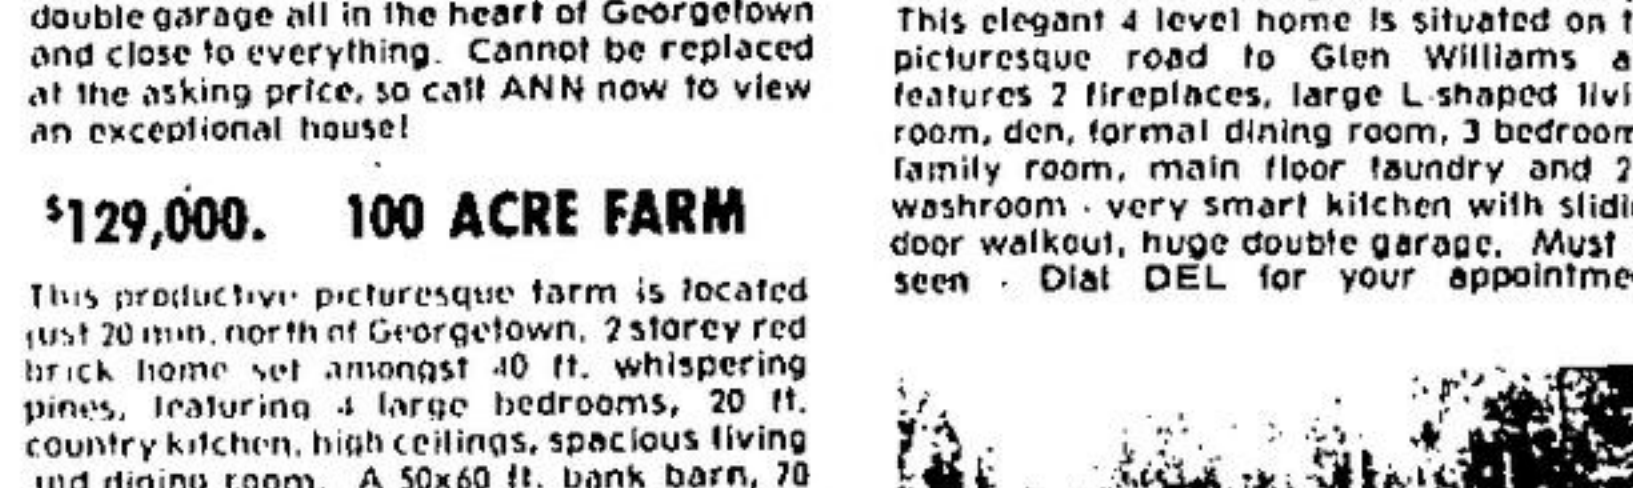 double garage all in the heart of Georgetown
and close to everything. Cannot be replaced
at the asking price, so call ANN now to view
an exceptional house!
$129,000. 100 ACRE FARM
This productive picturesque farm is located
just 20 min. north of Georgetown, 2 storey red
brick home set amongst 40 ft. whispering
pines, featuring 4 large bedrooms, 20 ft.
country kitchen, high ceilings, spacious living
and dining room. A 50x60 ft. bank barn, 70
This elegant 4 level home is situated on
picturesque road to Glen Williams
features 2 fireplaces, large L-shaped
room, den, formal dining room, 3
family room, main floor laundry and 2
washroom - very smart kitchen with
door walkout, huge double garage. Must
seen - Dial DEL for your